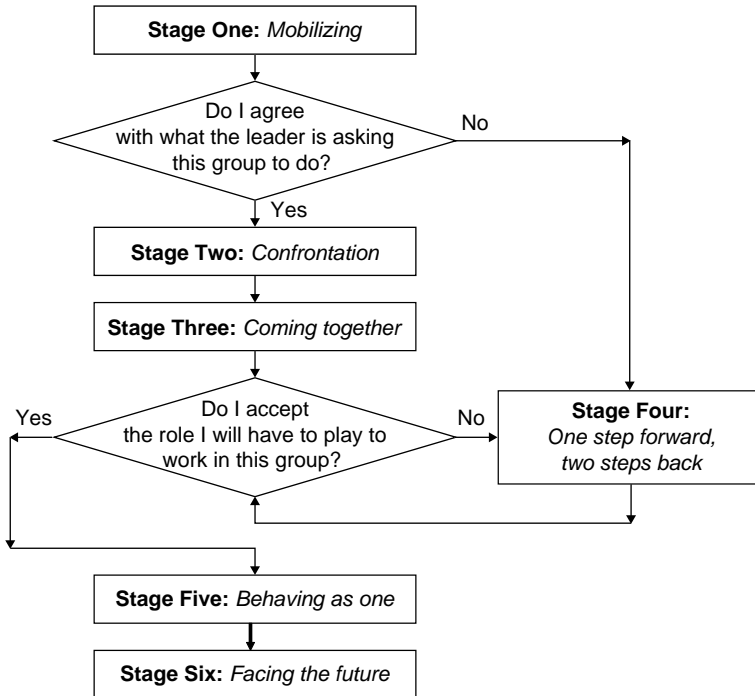 Stage One: Mobilizing
Do I agree
with what the leader is asking
this group to do?
No
Yes
Stage Two: Confrontation
Stage Three: Coming together
Yes
Do I accept
the role I will have to play to
work in this group?
No
Stage Four:
One step forward,
two steps back
Stage Five: Behaving as one
Stage Six: Facing the future